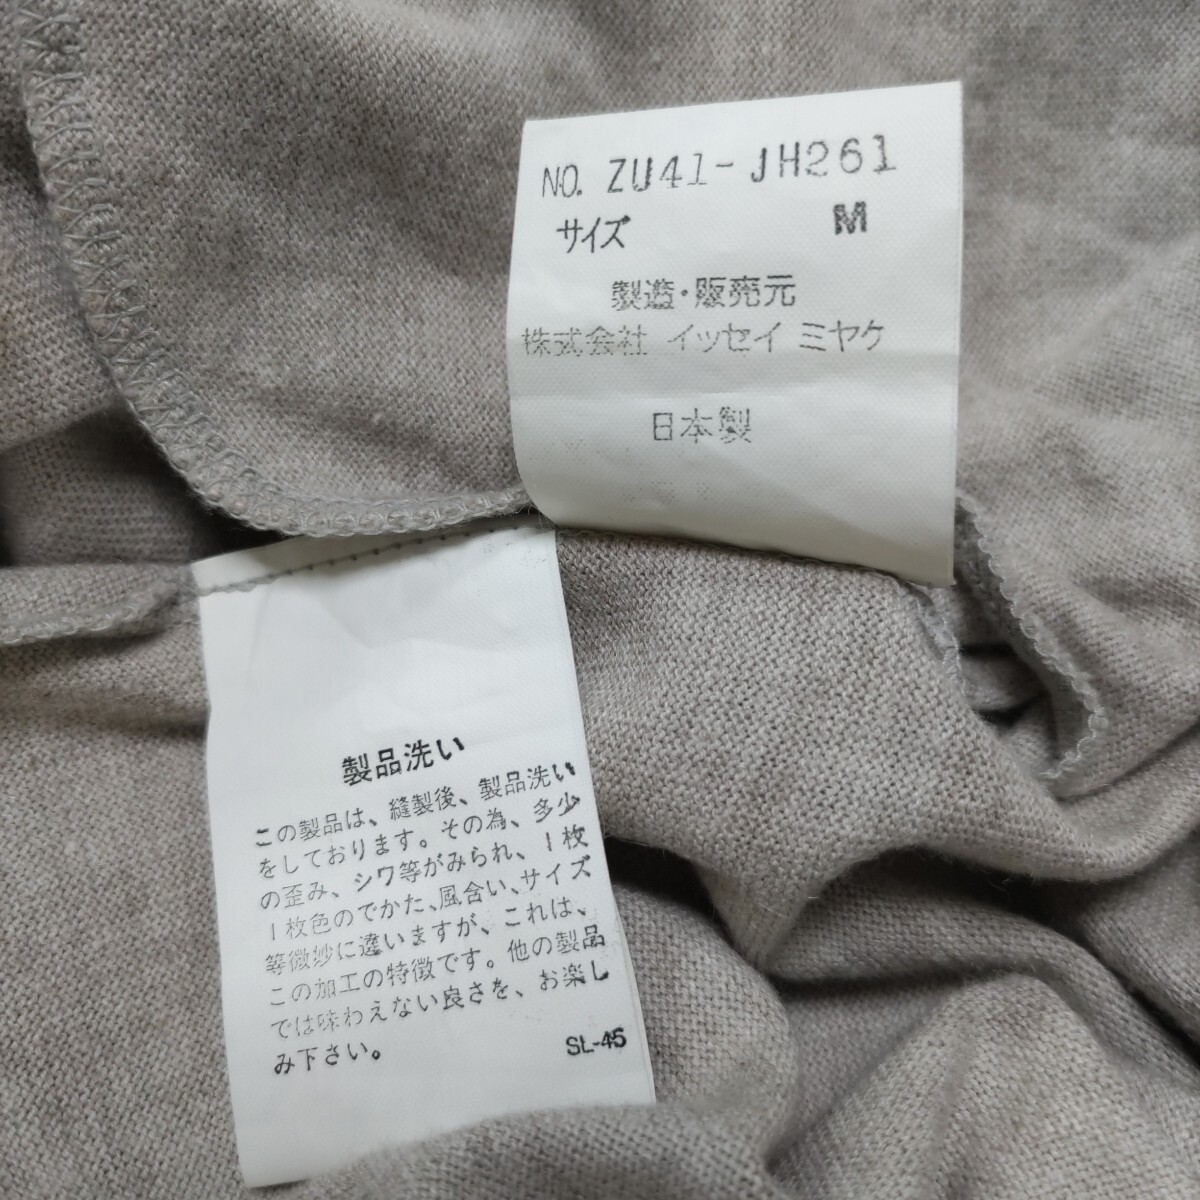 NO. ZU41-JH261
サイズ M
製造・販売元
株式会社 イッセイ ミヤケ
日本製
製品洗い
この製品は、縫製後、製品洗い
をしております。その為、多少
の歪み、シワ等がみられ、1枚
1枚色のでかた、風合い、サイズ
等微妙に違いますが、これは、
この加工の特徴です。他の製品
では味わえない良さを、お楽し
み下さい。
SL-45